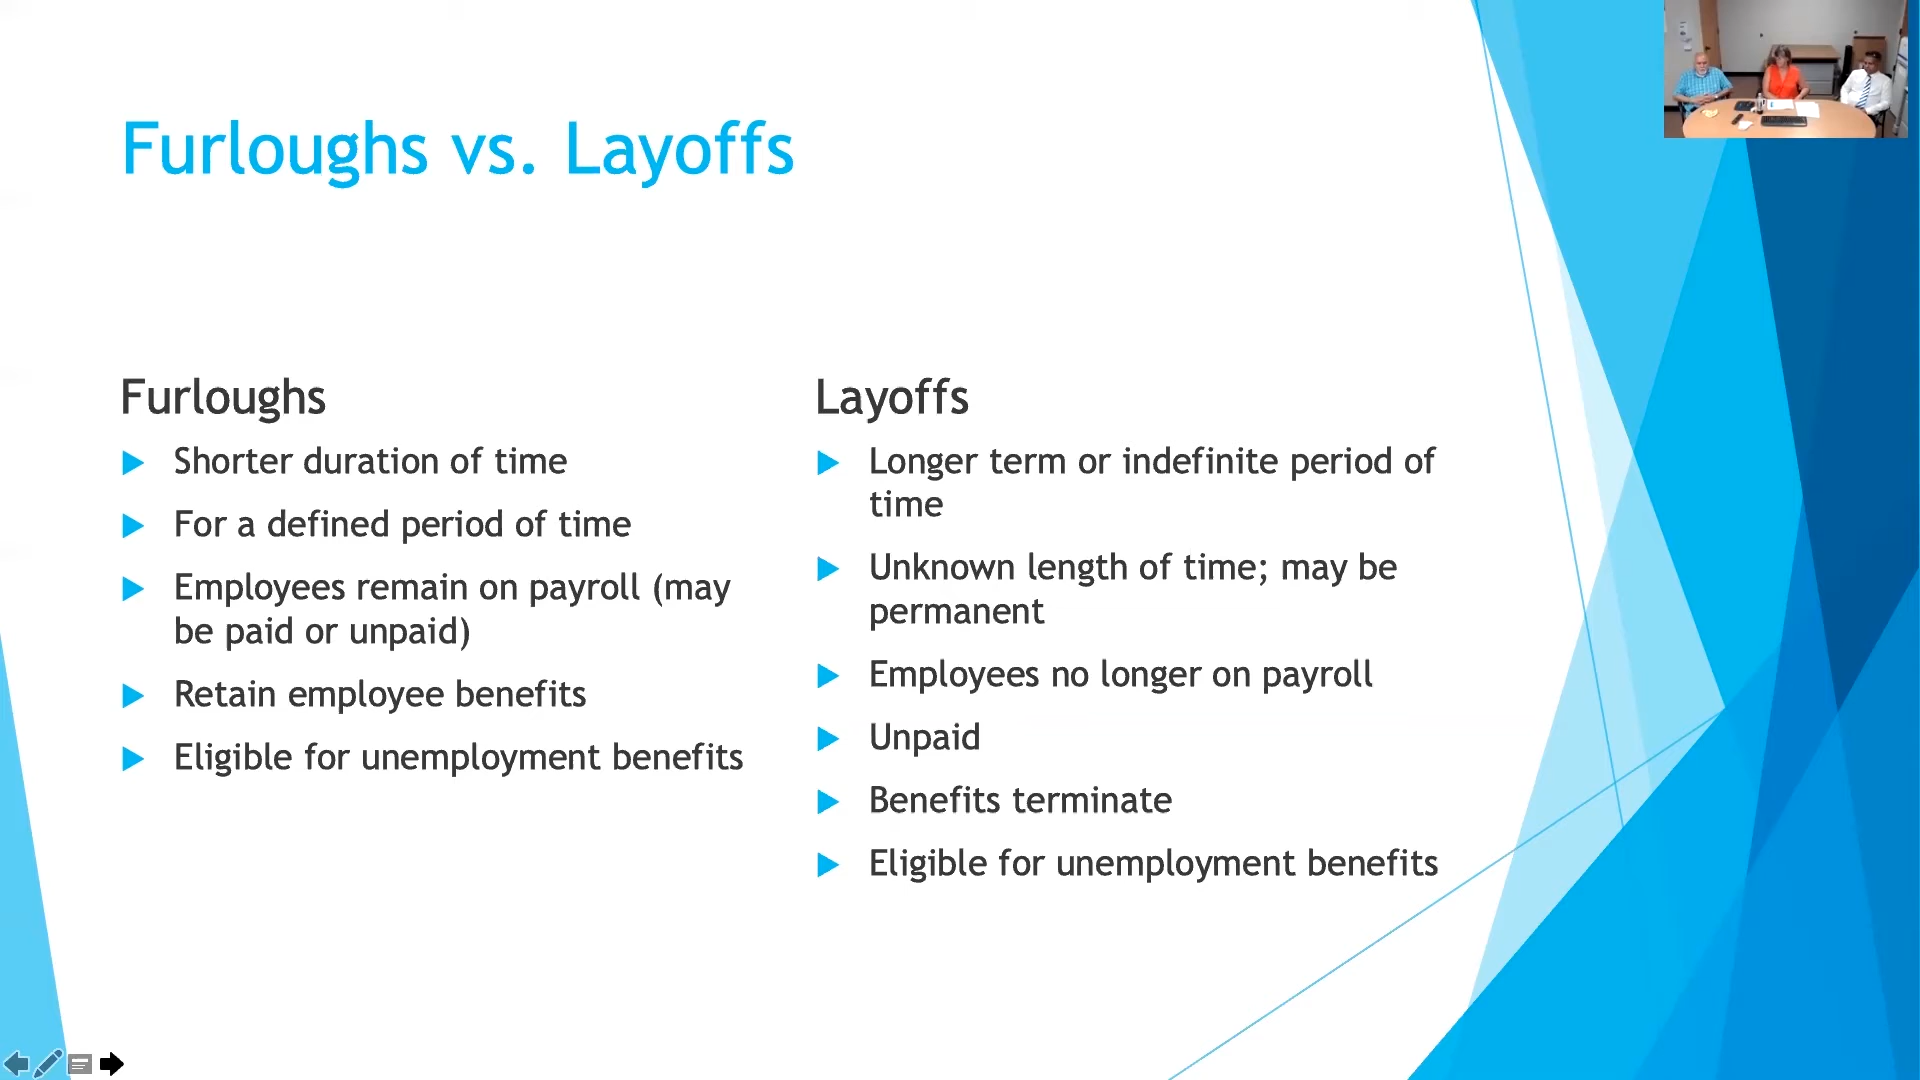 Furloughs vs. Layoffs
Furloughs
Shorter duration of time
For a defined period of time
Employees remain on payroll (may
be paid or unpaid)
Retain employee benefits
Eligible for unemployment benefits
Layoffs
Longer term or indefinite period of
time
Unknown length of time; may be
permanent
Employees no longer on payroll
Unpaid
Benefits terminate
Eligible for unemployment benefits